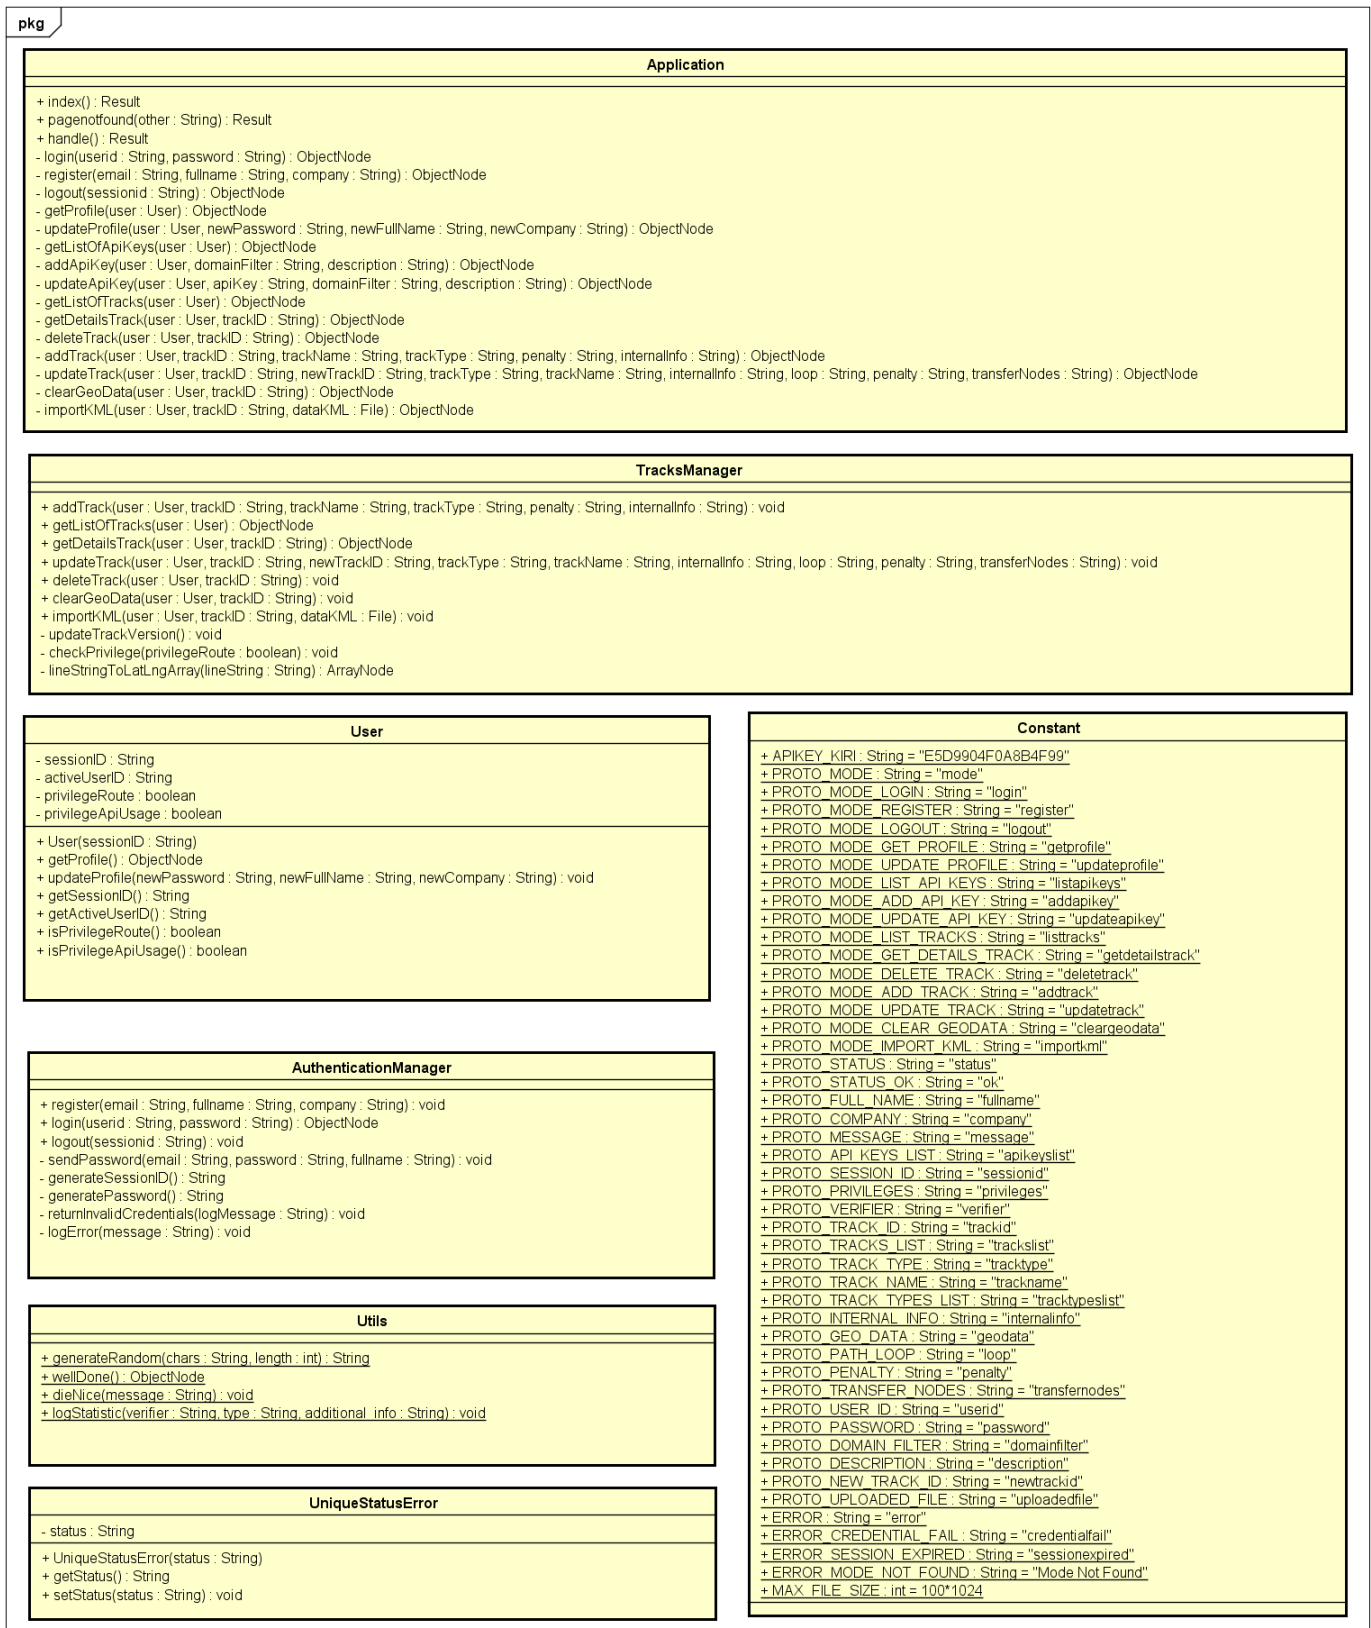 pkg
Application
+ index() : Result
+ pagenotfound(other : String) : Result
+ handle() : Result
- login(userid : String, password : String) : ObjectNode
- register(email : String, fullname : String, company : String) : ObjectNode
- logout(sessionid : String) : ObjectNode
- getProfile(user : User) : ObjectNode
- updateProfile(user : User, newPassword : String, newFullName : String, newCompany : String) : ObjectNode
- getListOfApiKeys(user : User) : ObjectNode
- addApiKey(user : User, domainFilter : String, description : String) : ObjectNode
- updateApiKey(user : User, apiKey : String, domainFilter : String, description : String) : ObjectNode
- getListOfTracks(user : User) : ObjectNode
- getDetailsTrack(user : User, trackID : String) : ObjectNode
- deleteTrack(user : User, trackID : String) : ObjectNode
- addTrack(user : User, trackID : String, trackName : String, trackType : String, penalty : String, internalInfo : String) : ObjectNode
- updateTrack(user : User, trackID : String, newTrackID : String, trackType : String, trackName : String, internalInfo : String, loop : String, penalty : String, transferNodes : String) : ObjectNode
- clearGeoData(user : User, trackID : String) : ObjectNode
- importKML(user : User, trackID : String, dataKML : File) : ObjectNode
TracksManager
+ addTrack(user : User, trackID : String, trackName : String, trackType : String, penalty : String, internalInfo : String) : void
+ getListOfTracks(user : User) : ObjectNode
+ getDetailsTrack(user : User, trackID : String) : ObjectNode
+ updateTrack(user : User, trackID : String, newTrackID : String, trackType : String, trackName : String, internalInfo : String, loop : String, penalty : String, transferNodes : String) : void
+ deleteTrack(user : User, trackID : String) : void
+ clearGeoData(user : User, trackID : String) : void
+ importKML(user : User, trackID : String, dataKML : File) : void
- updateTrackVersion() : void
- checkPrivilege(privilegeRoute : boolean) : void
- lineStringToLatLngArray(lineString : String) : ArrayNode
User
- sessionID : String
- activeUserID : String
- privilegeRoute : boolean
- privilegeApiUsage : boolean
+ User(sessionID : String)
+ getProfile() : ObjectNode
+ updateProfile(newPassword : String, newFullName : String, newCompany : String) : void
+ getSessionID() : String
+ getActiveUserID() : String
+ isPrivilegeRoute() : boolean
+ isPrivilegeApiUsage() : boolean
AuthenticationManager
+ register(email : String, fullname : String, company : String) : void
+ login(userid : String, password : String) : ObjectNode
+ logout(sessionid : String) : void
- sendPassword(email : String, password : String, fullname : String) : void
- generateSessionID() : String
- generatePassword() : String
- returnInvalidCredentials(logMessage : String) : void
- logError(message : String) : void
Utils
+ generateRandom(chars : String, length : int) : String
+ wellDone() : ObjectNode
+ dieNice(message : String) : void
+ logStatistic(verifier : String, type : String, additional_info : String) : void
UniqueStatusError
- status : String
+ UniqueStatusError(status : String)
+ getStatus() : String
+ setStatus(status : String) : void
Constant
+ APIKEY_KIRI : String = "E5D9904F0A8B4F99"
+ PROTO_MODE : String = "mode"
+ PROTO_MODE_LOGIN : String = "login"
+ PROTO_MODE_REGISTER : String = "register"
+ PROTO_MODE_LOGOUT : String = "logout"
+ PROTO_MODE_GET_PROFILE : String = "getprofile"
+ PROTO_MODE_UPDATE_PROFILE : String = "updateprofile"
+ PROTO_MODE_LIST_API_KEYS : String = "listapikeys"
+ PROTO_MODE_ADD_API_KEY : String = "addapikey"
+ PROTO_MODE_UPDATE_API_KEY : String = "updateapikey"
+ PROTO_MODE_LIST_TRACKS : String = "listtracks"
+ PROTO_MODE_GET_DETAILS_TRACK : String = "getdetailstrack"
+ PROTO_MODE_DELETE_TRACK : String = "deletetrack"
+ PROTO_MODE_ADD_TRACK : String = "addtrack"
+ PROTO_MODE_UPDATE_TRACK : String = "updatetrack"
+ PROTO_MODE_CLEAR_GEODATA : String = "cleargeodata"
+ PROTO_MODE_IMPORT_KML : String = "importkml"
+ PROTO_STATUS : String = "status"
+ PROTO_STATUS_OK : String = "ok"
+ PROTO_FULL_NAME : String = "fullname"
+ PROTO_COMPANY : String = "company"
+ PROTO_MESSAGE : String = "message"
+ PROTO_API_KEYS_LIST : String = "apikeyslist"
+ PROTO_SESSION_ID : String = "sessionid"
+ PROTO_PRIVILEGES : String = "privileges"
+ PROTO_VERIFIER : String = "verifier"
+ PROTO_TRACK_ID : String = "trackid"
+ PROTO_TRACKS_LIST : String = "trackslist"
+ PROTO_TRACK_TYPE : String = "tracktype"
+ PROTO_TRACK_NAME : String = "trackname"
+ PROTO_TRACK_TYPES_LIST : String = "tracktypeslist"
+ PROTO_INTERNAL_INFO : String = "internalinfo"
+ PROTO_GEO_DATA : String = "geodata"
+ PROTO_PATH_LOOP : String = "loop"
+ PROTO_PENALTY : String = "penalty"
+ PROTO_TRANSFER_NODES : String = "transfernodes"
+ PROTO_USER_ID : String = "userid"
+ PROTO_PASSWORD : String = "password"
+ PROTO_DOMAIN_FILTER : String = "domainfilter"
+ PROTO_DESCRIPTION : String = "description"
+ PROTO_NEW_TRACK_ID : String = "newtrackid"
+ PROTO_UPLOADED_FILE : String = "uploadedfile"
+ ERROR : String = "error"
+ ERROR_CREDENTIAL_FAIL : String = "credentialfail"
+ ERROR_SESSION_EXPIRED : String = "sessionexpired"
+ ERROR_MODE_NOT_FOUND : String = "Mode Not Found"
+ MAX_FILE_SIZE : int = 100*1024